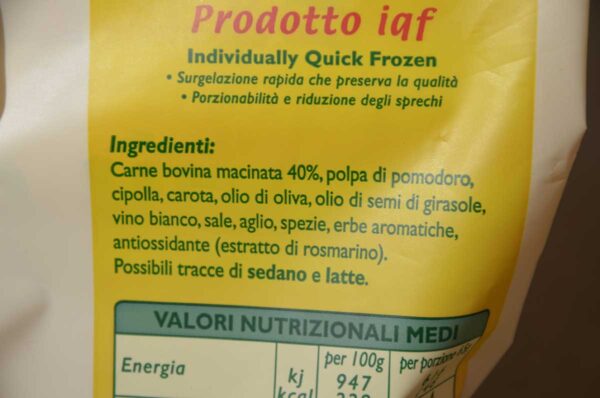 Prodotto iqf
Individually Quick Frozen
• Surgelazione rapida che preserva la qualità
• Porzionabilità e riduzione degli sprechi
Ingredienti:
Carne bovina macinata 40%, polpa di pomodoro,
cipolla, carota, olio di oliva, olio di semi di girasole,
vino bianco, sale, aglio, spezie, erbe aromatiche,
antiossidante (estratto di rosmarino).
Possibili tracce di sedano e latte.
VALORI NUTRIZIONALI MEDI
per 100g per porzione
Energia kj 947
kcal